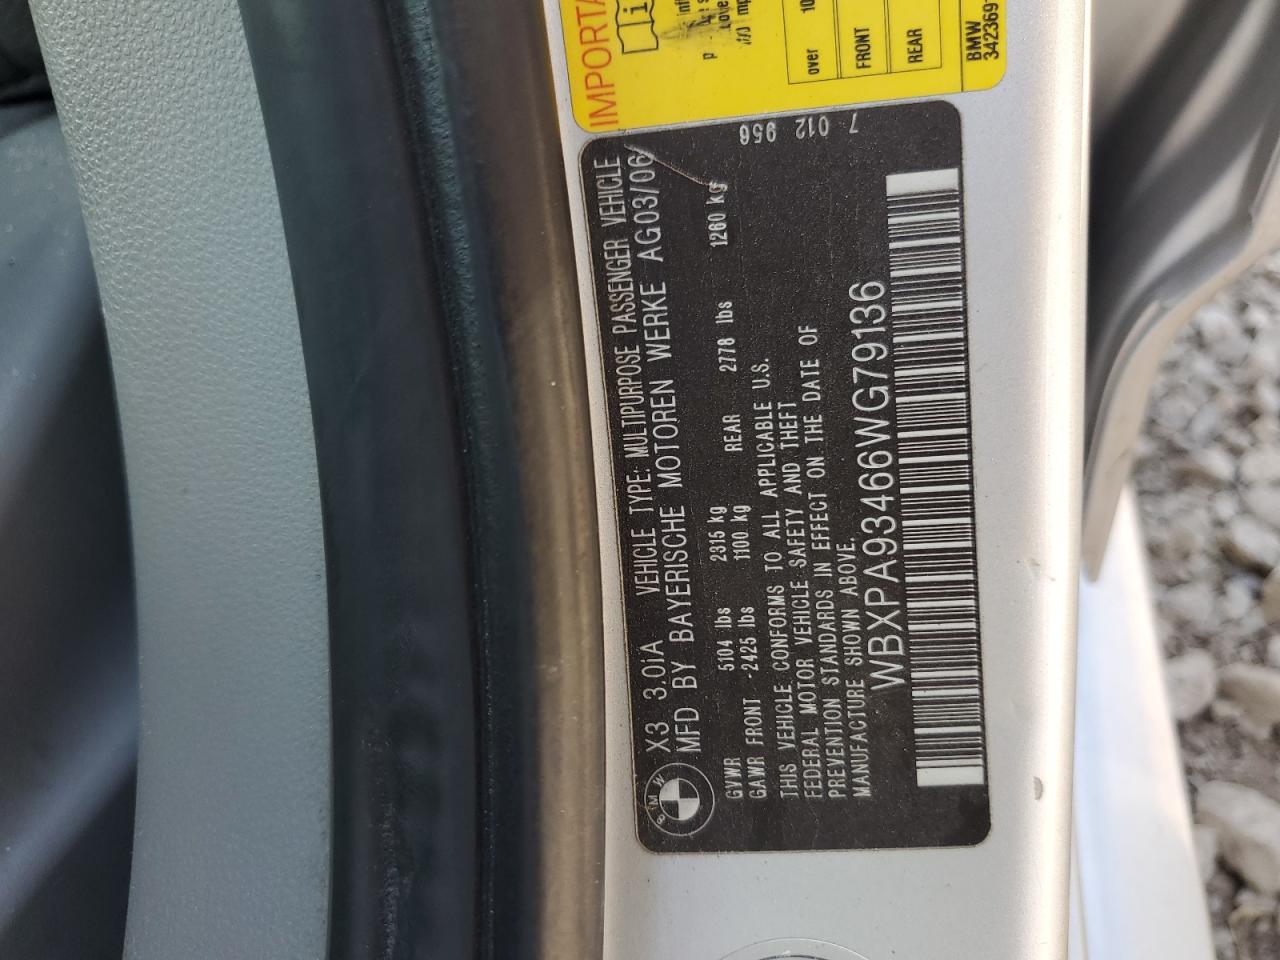 IMPORTA
over 10
FRONT
REAR
BMW
342369
7 012 956
BMW
X3 3.0iA VEHICLE TYPE: MULTIPURPOSE PASSENGER VEHICLE
MFD BY BAYERISCHE MOTOREN WERKE AG03/06
GVWR 5104 lbs 2315 kg
GAWR FRONT -2425 lbs 1100 kg REAR 2778 lbs 1260 kg
THIS VEHICLE CONFORMS TO ALL APPLICABLE U.S.
FEDERAL MOTOR VEHICLE SAFETY AND THEFT
PREVENTION STANDARDS IN EFFECT ON THE DATE OF
MANUFACTURE SHOWN ABOVE.
WBXPA93466WG79136